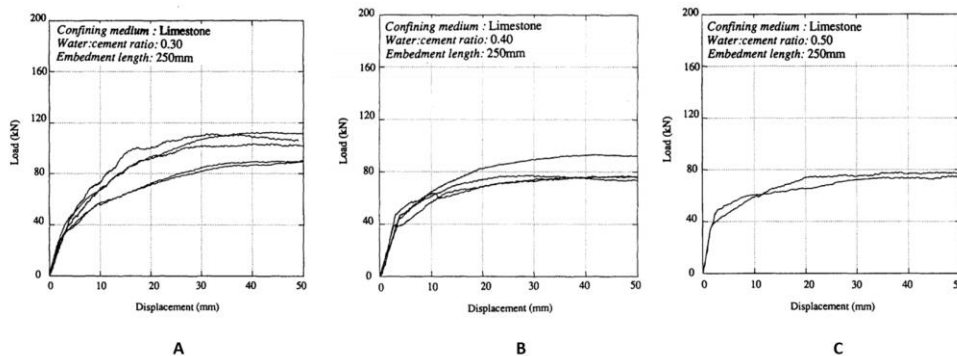 200
160
120
80
40
0
Load (kN)
Confining medium : Limestone
Water:cement ratio: 0.30
Embedment length: 250mm
0 10 20 30 40 50
Displacement (mm)
A
200
160
120
80
40
0
Load (kN)
Confining medium : Limestone
Water:cement ratio: 0.40
Embedment length: 250mm
0 10 20 30 40 50
Displacement (mm)
B
200
160
120
80
40
0
Load (kN)
Confining medium : Limestone
Water:cement ratio: 0.50
Embedment length: 250mm
0 10 20 30 40 50
Displacement (mm)
C